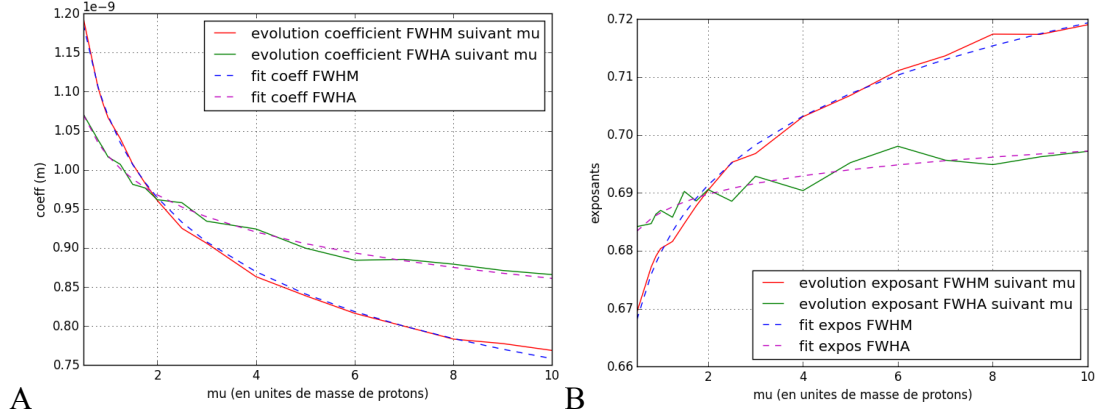 1e−9
1.20
1.15
1.10
1.05
1.00
0.95
0.90
0.85
0.80
0.75
coeff (m)
evolution coefficient FWHM suivant mu
evolution coefficient FWHA suivant mu
fit coeff FWHM
fit coeff FWHA
2
4
6
8
10
mu (en unites de masse de protons)
A
0.72
0.71
0.70
0.69
0.68
0.67
0.66
exposants
evolution exposant FWHM suivant mu
evolution exposant FWHA suivant mu
fit expos FWHM
fit expos FWHA
2
4
6
8
10
mu (en unites de masse de protons)
B